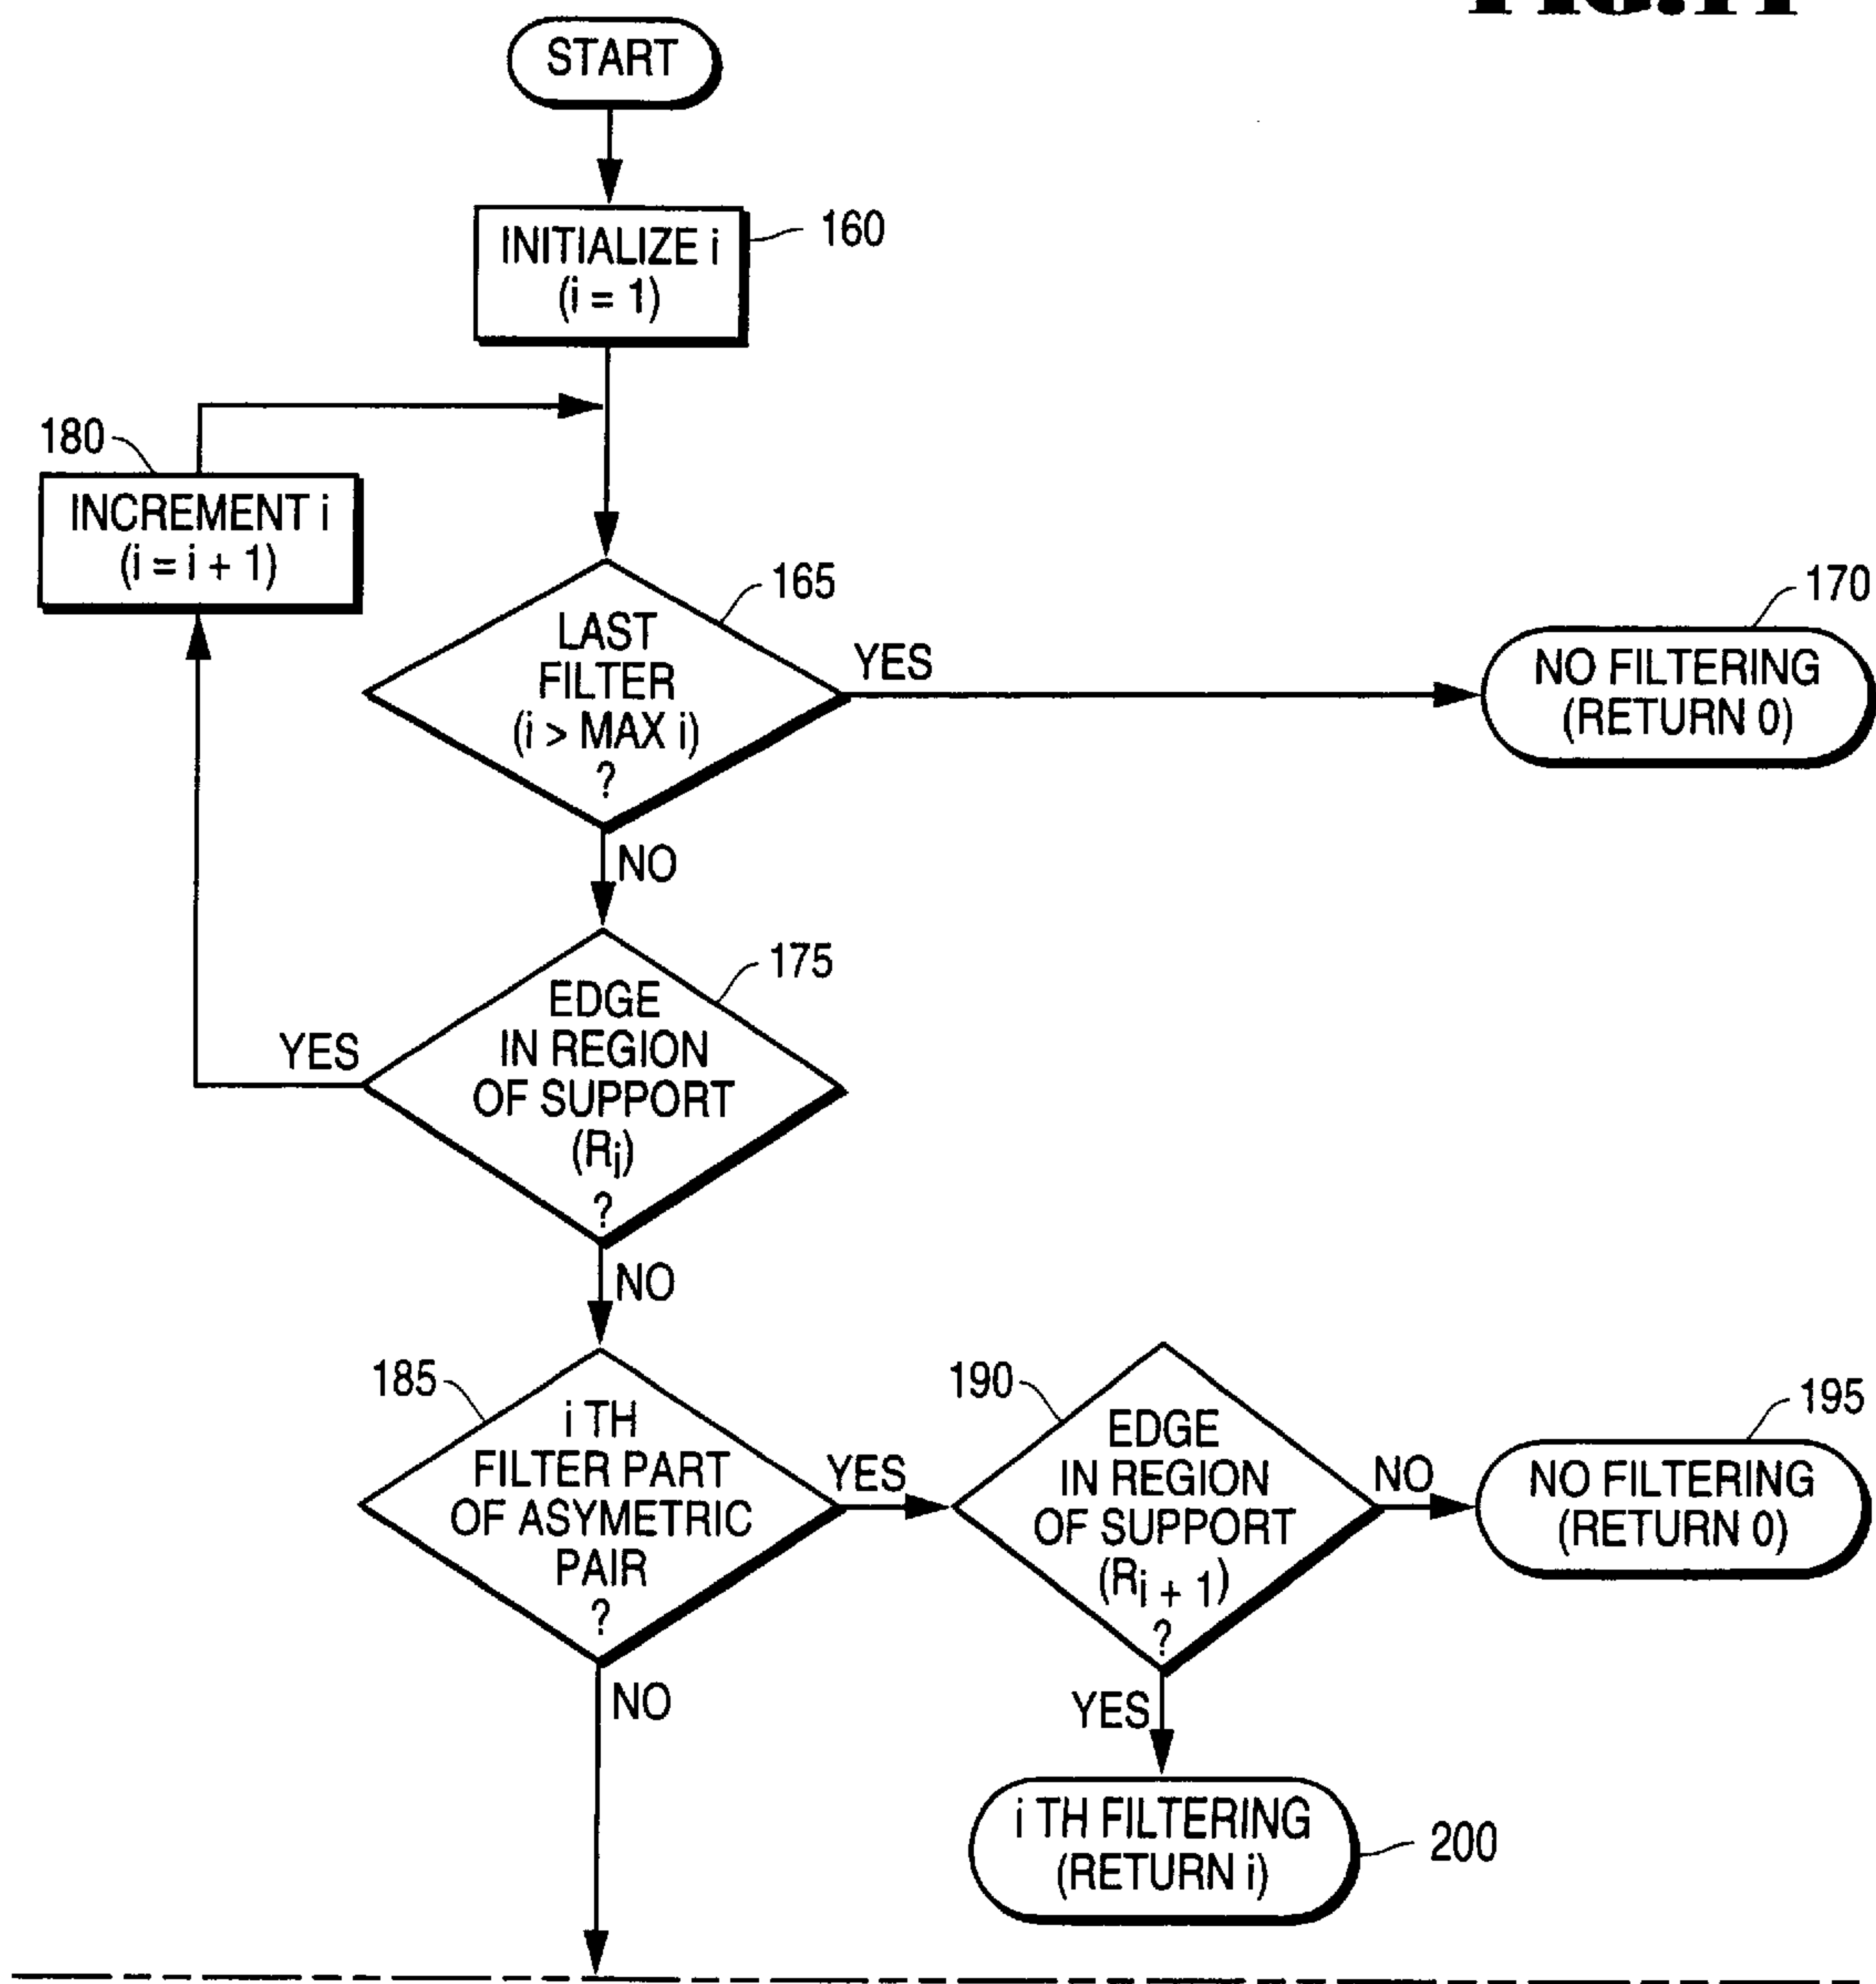 START
INITIALIZE i
(i = 1)
160
180
INCREMENT i
(i = i + 1)
165
LAST
FILTER
(i > MAX i)
?
YES
170
NO FILTERING
(RETURN 0)
NO
175
EDGE
IN REGION
OF SUPPORT
(Ri)
?
YES
NO
185
i TH
FILTER PART
OF ASYMETRIC
PAIR
?
YES
190
EDGE
IN REGION
OF SUPPORT
(Ri + 1)
?
NO
195
NO FILTERING
(RETURN 0)
NO
YES
i TH FILTERING
(RETURN i)
200